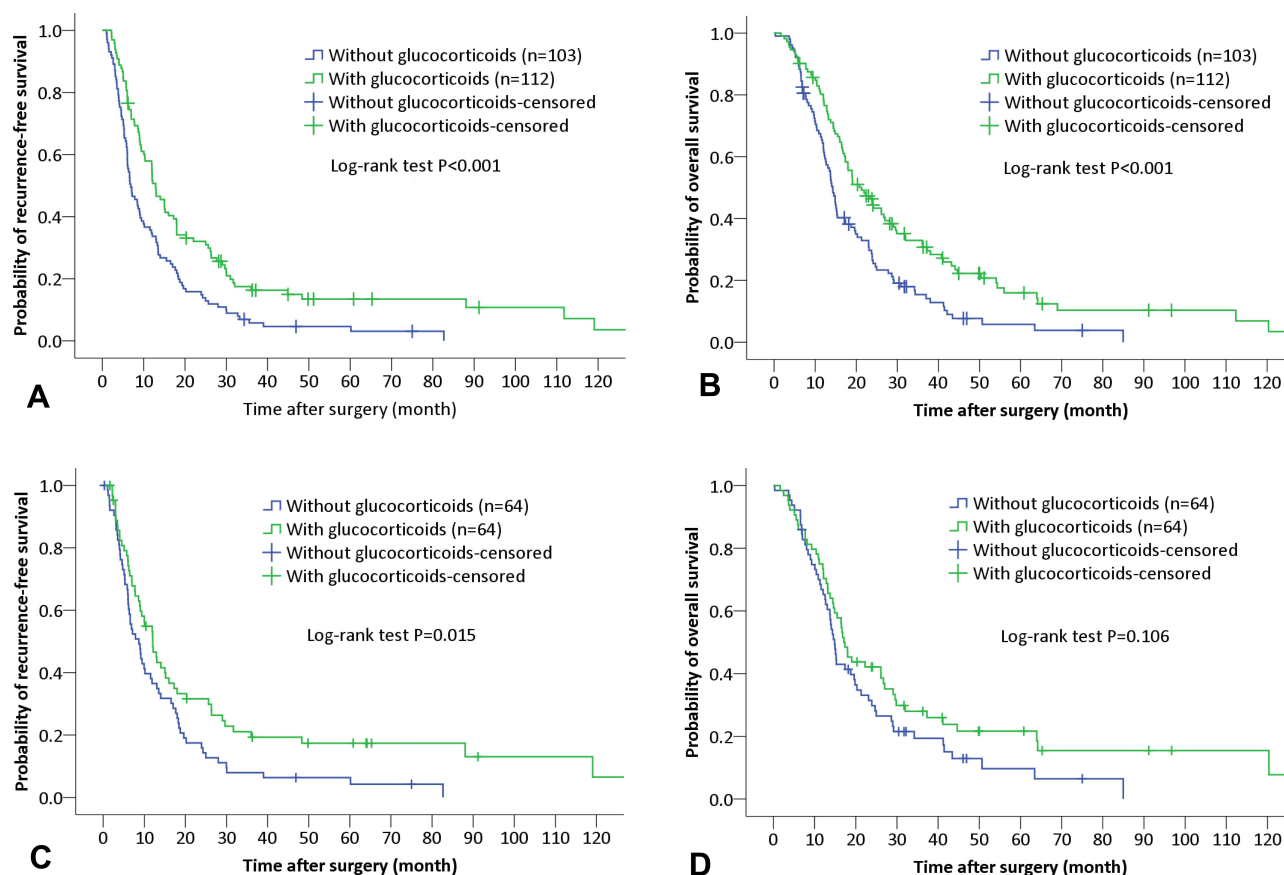 Probability of recurrence-free survival
1.0
0.8
0.6
0.4
0.2
0.0
Without glucocorticoids (n=103)
With glucocorticoids (n=112)
Without glucocorticoids-censored
With glucocorticoids-censored
Log-rank test P<0.001
0 10 20 30 40 50 60 70 80 90 100 110 120
Time after surgery (month)
A
Probability of overall survival
1.0
0.8
0.6
0.4
0.2
0.0
Without glucocorticoids (n=103)
With glucocorticoids (n=112)
Without glucocorticoids-censored
With glucocorticoids-censored
Log-rank test P<0.001
0 10 20 30 40 50 60 70 80 90 100 110 120
Time after surgery (month)
B
Probability of recurrence-free survival
1.0
0.8
0.6
0.4
0.2
0.0
Without glucocorticoids (n=64)
With glucocorticoids (n=64)
Without glucocorticoids-censored
With glucocorticoids-censored
Log-rank test P=0.015
0 10 20 30 40 50 60 70 80 90 100 110 120
Time after surgery (month)
C
Probability of overall survival
1.0
0.8
0.6
0.4
0.2
0.0
Without glucocorticoids (n=64)
With glucocorticoids (n=64)
Without glucocorticoids-censored
With glucocorticoids-censored
Log-rank test P=0.106
0 10 20 30 40 50 60 70 80 90 100 110 120
Time after surgery (month)
D